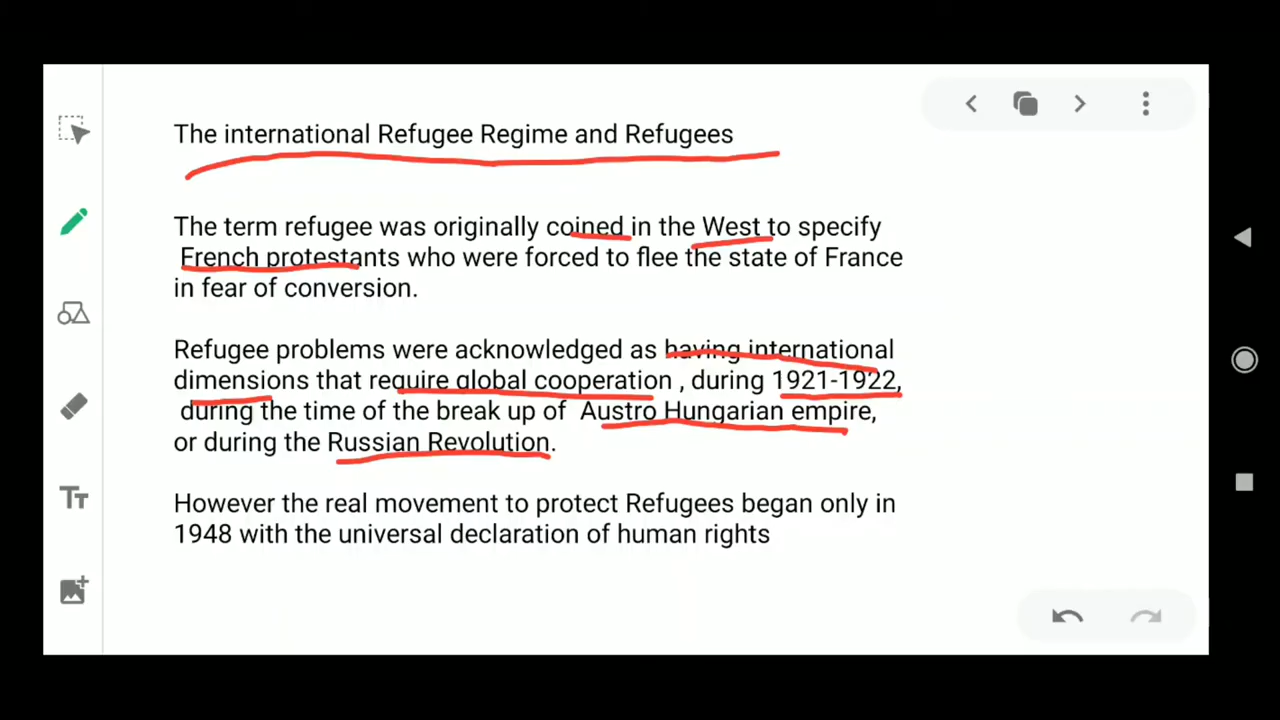 The international Refugee Regime and Refugees
The term refugee was originally coined in the West to specify
French protestants who were forced to flee the state of France
in fear of conversion.
Refugee problems were acknowledged as having international
dimensions that require global cooperation , during 1921-1922,
during the time of the break up of Austro Hungarian empire,
or during the Russian Revolution.
However the real movement to protect Refugees began only in
1948 with the universal declaration of human rights